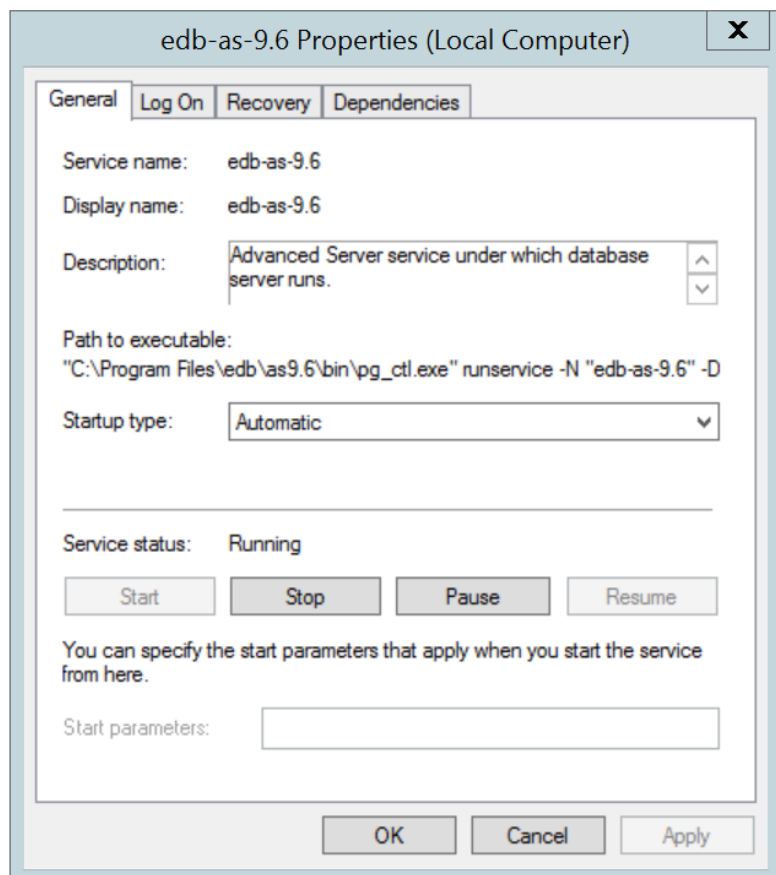 edb-as-9.6 Properties (Local Computer)
X
General Log On Recovery Dependencies
Service name: edb-as-9.6
Display name: edb-as-9.6
Description: Advanced Server service under which database
server runs.
Path to executable:
"C:\Program Files\edb\as9.6\bin\pg_ctl.exe" runservice -N "edb-as-9.6" -D
Startup type: Automatic
Service status: Running
Start Stop Pause Resume
You can specify the start parameters that apply when you start the service
from here.
Start parameters:
OK Cancel Apply